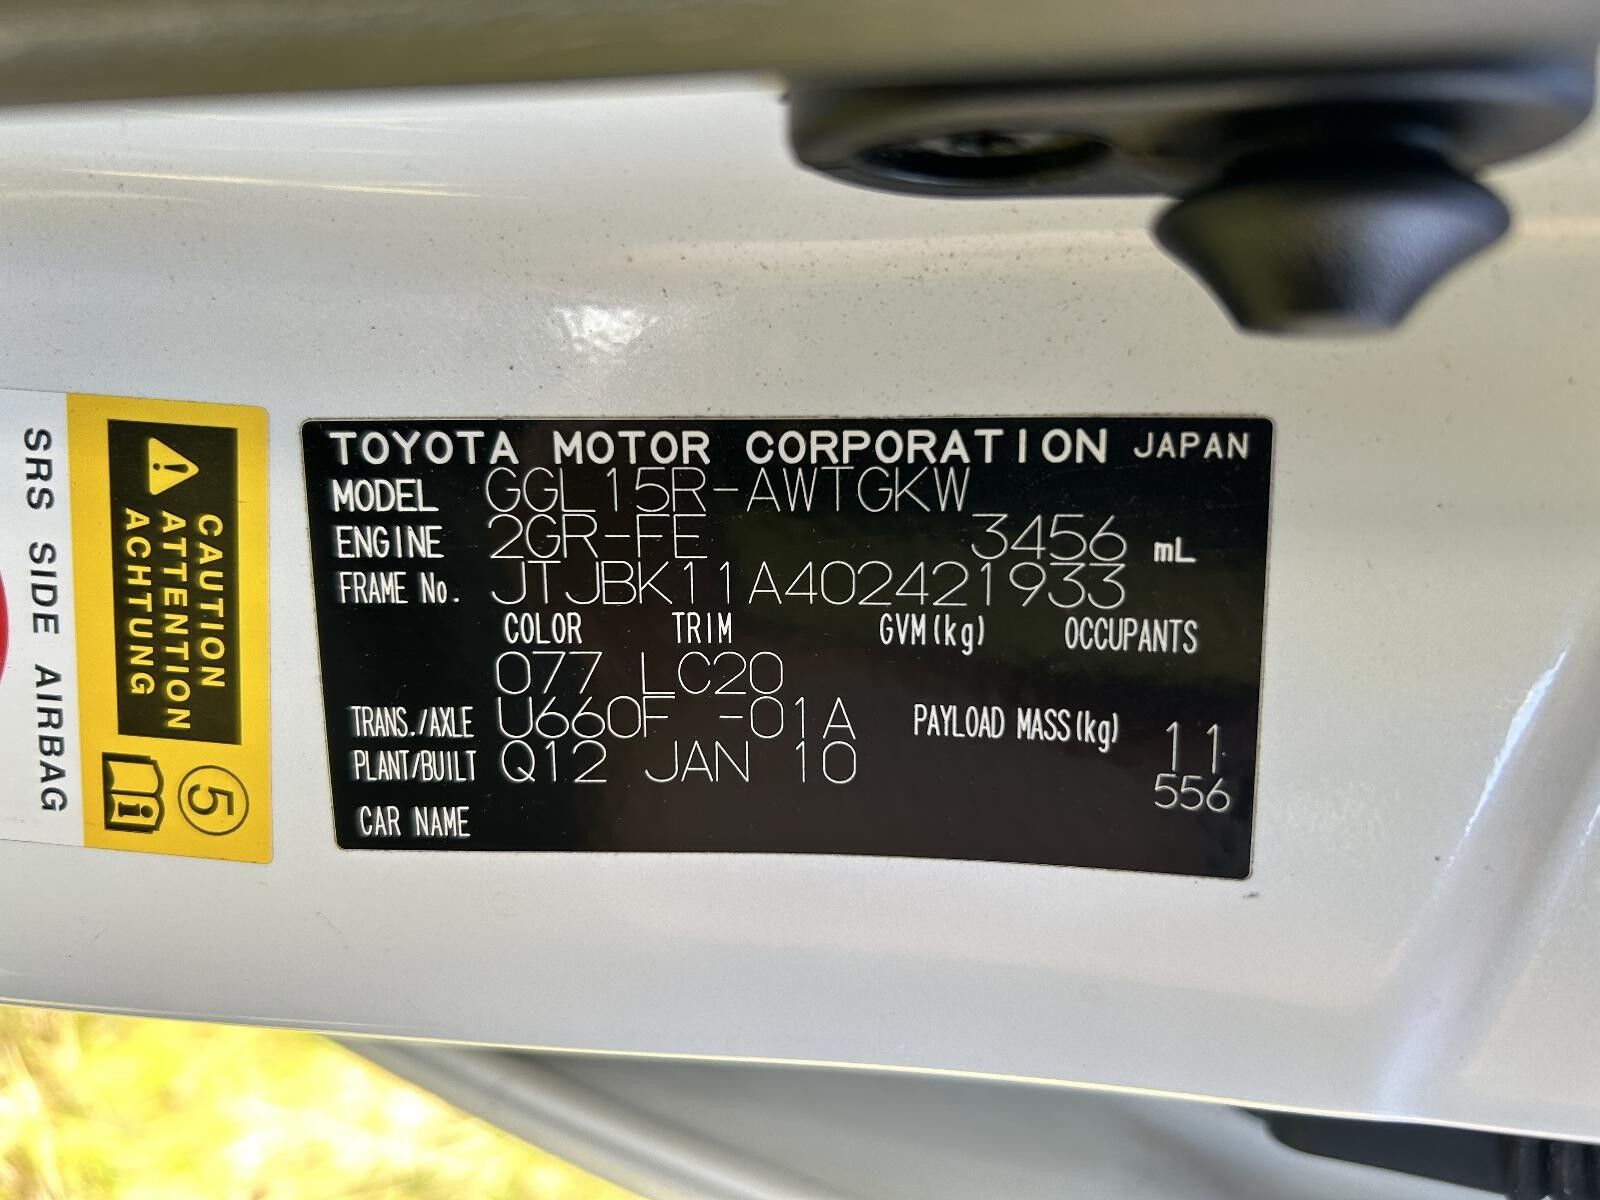 TOYOTA MOTOR CORPORATION JAPAN
MODEL GGL15R-AWTGKW
ENGINE 2GR-FE 3456 mL
FRAME No. JTJBK11A402421933
COLOR TRIM GVM(kg) OCCUPANTS
077 LC20
TRANS./AXLE U660F -01A PAYLOAD MASS(kg) 11
PLANT/BUILT Q12 JAN 10 556
CAR NAME
CAUTION
ATTENTION
ACHTUNG
5
i
SRS SIDE AIRBAG